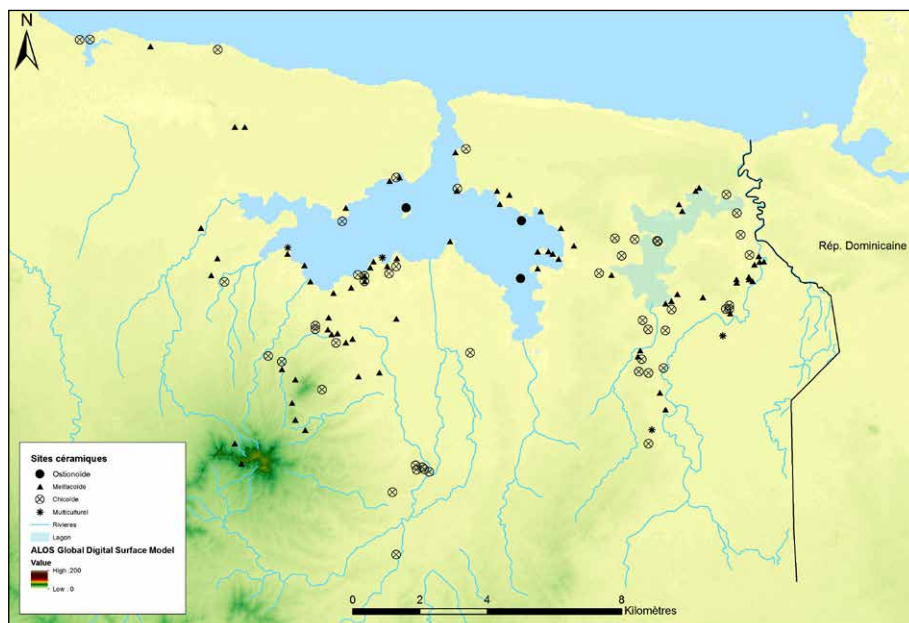 N
Rép. Dominicaine
Sites céramiques
Ostionoïde
Meillacoïde
Chicoïde
Multiculturel
Rivieres
Lagon
ALOS Global Digital Surface Model
Value
High :200
Low : 0
0 2 4 8
Kilomètres